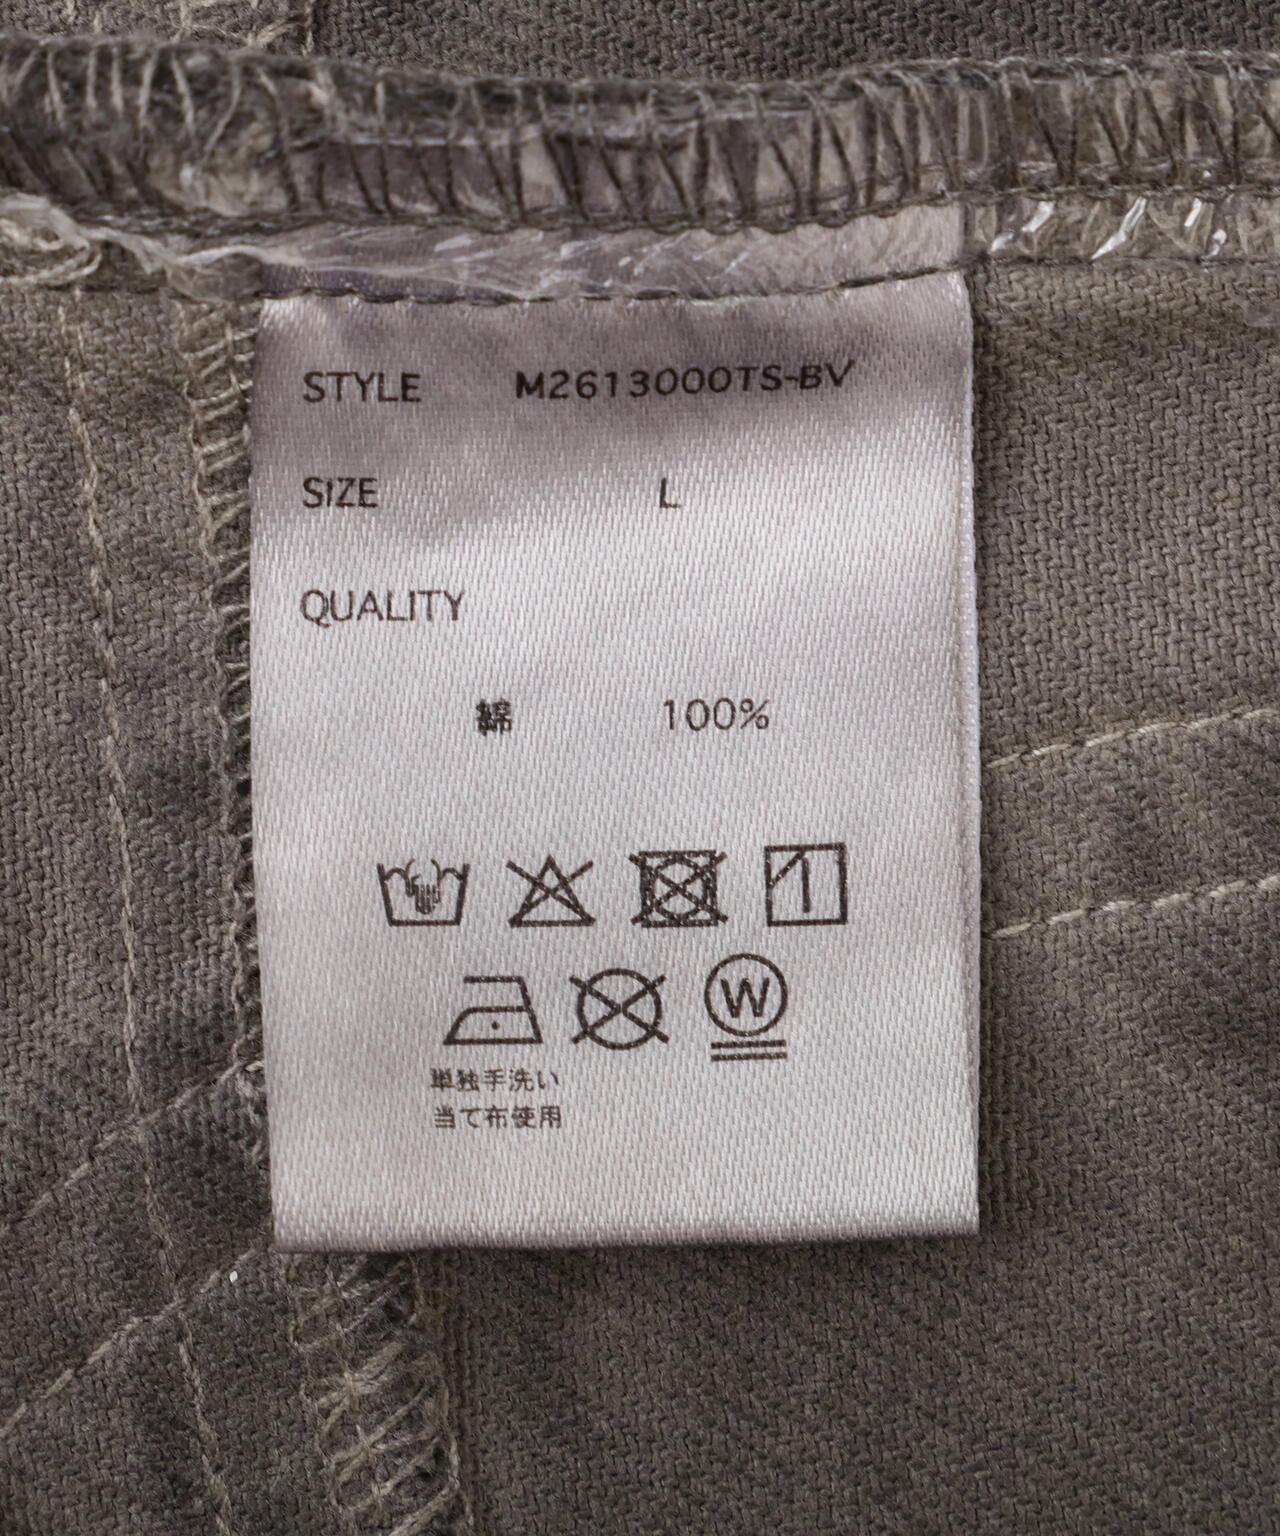 STYLE M2613000TS-BV
SIZE L
QUALITY
綿 100%
W
単独手洗い
当て布使用